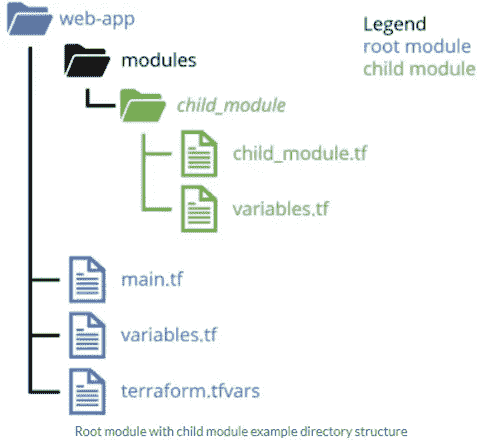 web-app
Legend
root module
child module
modules
child_module
child_module.tf
variables.tf
main.tf
variables.tf
terraform.tfvars
Root module with child module example directory structure